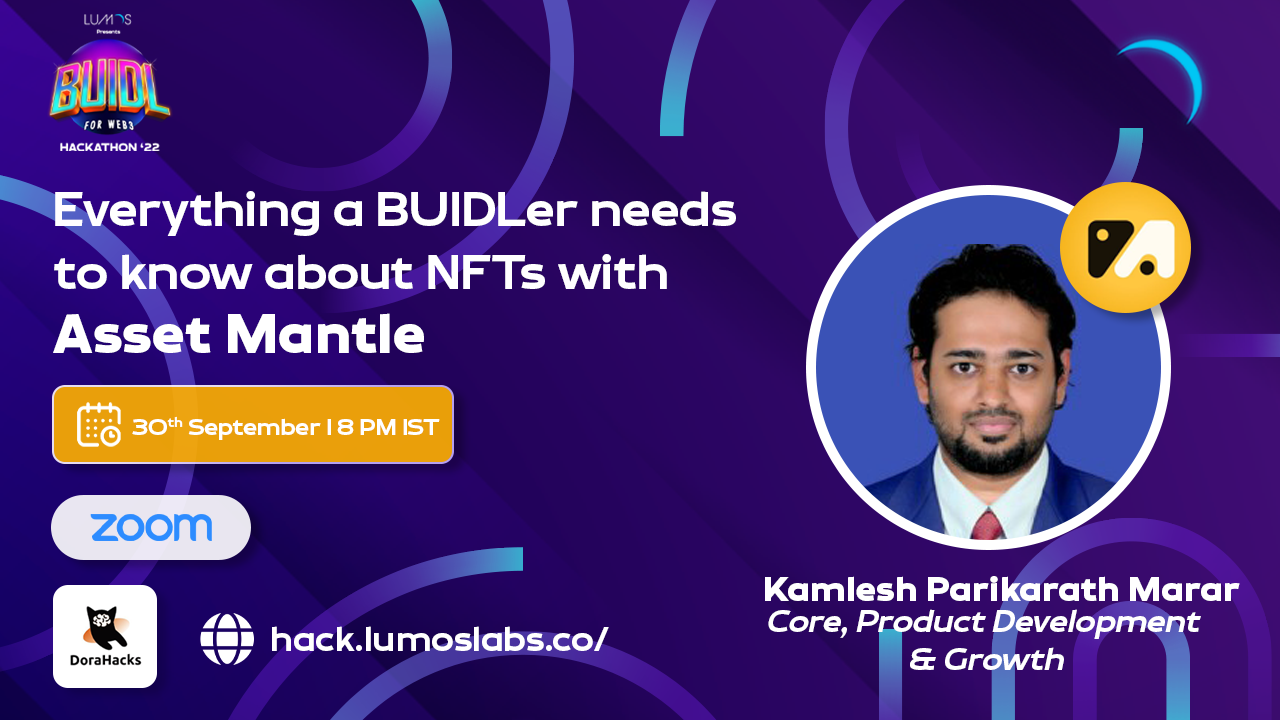 LUMOS
Presents
BUIDL
FOR WEB3
HACKATHON ‘22
Everything a BUIDLer needs
to know about NFTs with
Asset Mantle
30th September | 8 PM IST
zoom
DoraHacks
hack.lumoslabs.co/
Kamlesh Parikarath Marar
Core, Product Development
& Growth